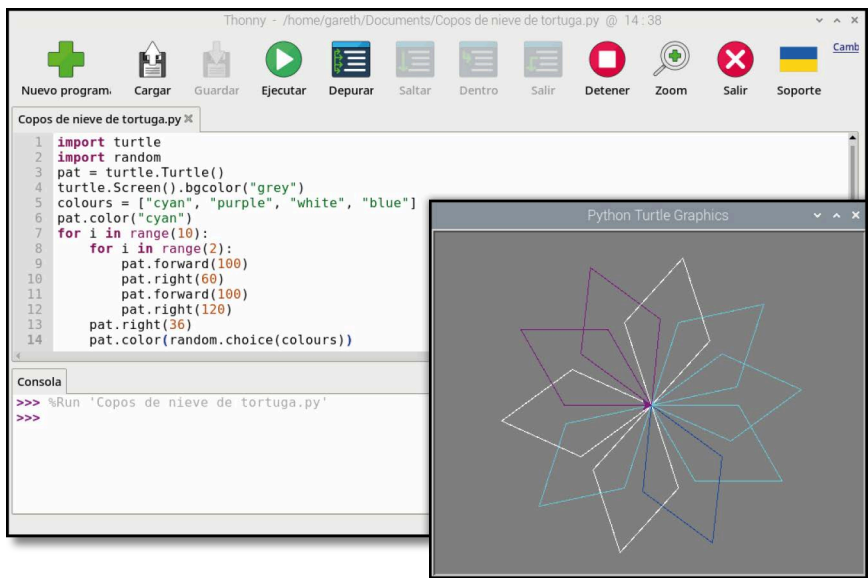 Thonny - /home/gareth/Documents/Copos de nieve de tortuga.py @ 14:38
Camb
Nuevo program. Cargar Guardar Ejecutar Depurar Saltar Dentro Salir Detener Zoom Salir Soporte
Copos de nieve de tortuga.py
1 import turtle
2 import random
3 pat = turtle.Turtle()
4 turtle.Screen().bgcolor("grey")
5 colours = ["cyan", "purple", "white", "blue"]
6 pat.color("cyan")
7 for i in range(10):
8     for i in range(2):
9         pat.forward(100)
10         pat.right(60)
11         pat.forward(100)
12         pat.right(120)
13     pat.right(36)
14     pat.color(random.choice(colours))
Consola
>>> %Run 'Copos de nieve de tortuga.py'
>>>
Python Turtle Graphics